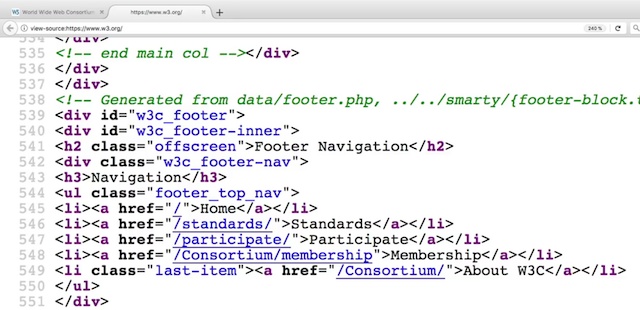 World Wide Web Consortium
https://www.w3.org/
view-source:https://www.w3.org/
240 %
534 </div>
535 <!-- end main col --></div>
536 </div>
537 </div>
538 <!-- Generated from data/footer.php, ../../smarty/{footer-block.t
539 <div id="w3c_footer">
540 <div id="w3c_footer-inner">
541 <h2 class="offscreen">Footer Navigation</h2>
542 <div class="w3c_footer-nav">
543 <h3>Navigation</h3>
544 <ul class="footer_top_nav">
545 <li><a href="/">Home</a></li>
546 <li><a href="/standards/">Standards</a></li>
547 <li><a href="/participate/">Participate</a></li>
548 <li><a href="/Consortium/membership">Membership</a></li>
549 <li class="last-item"><a href="/Consortium/">About W3C</a></li>
550 </ul>
551 </div>